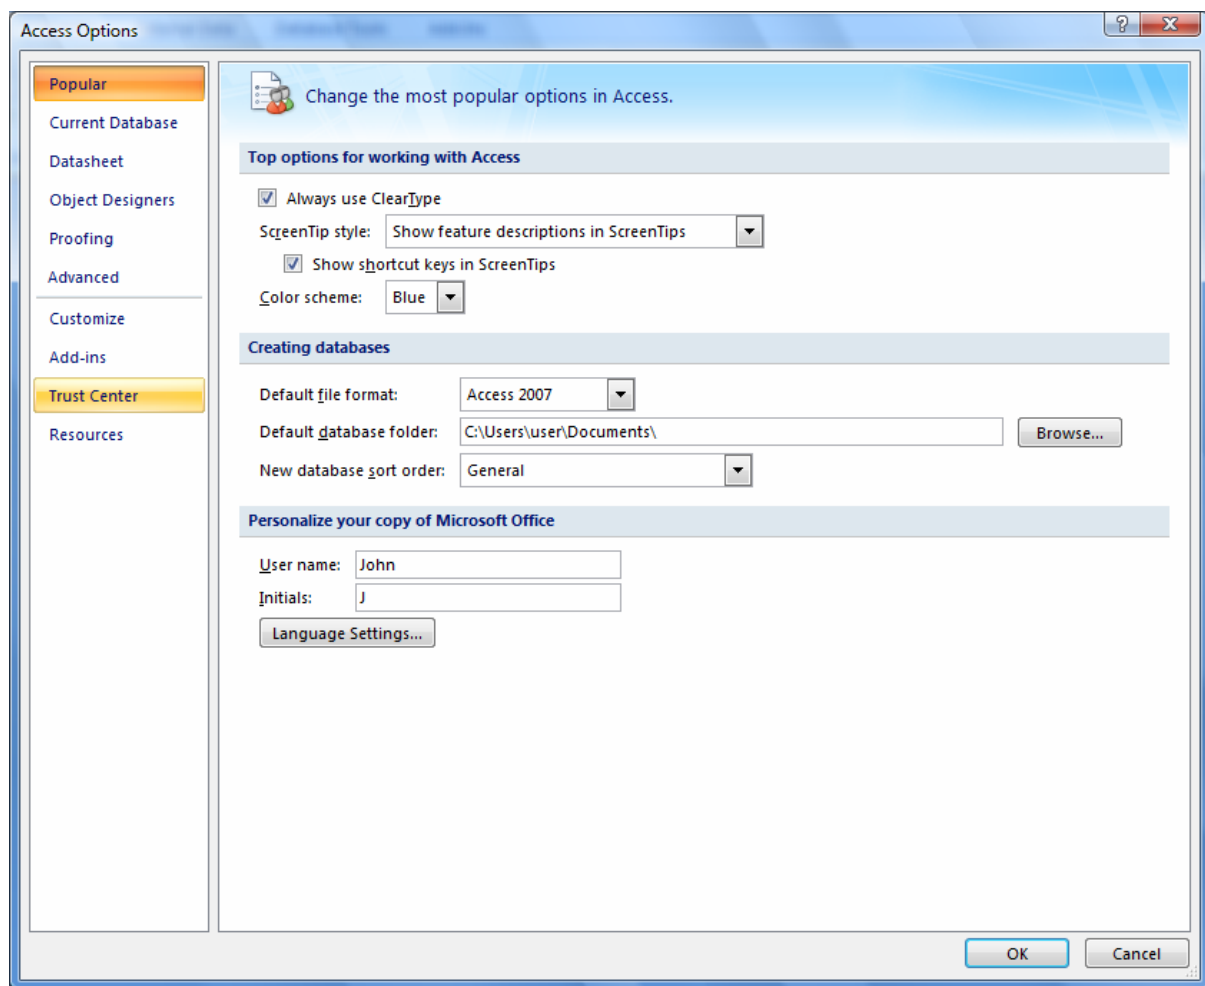 Access Options
Popular
Current Database
Datasheet
Object Designers
Proofing
Advanced
Customize
Add-ins
Trust Center
Resources
Change the most popular options in Access.
Top options for working with Access
Always use ClearType
ScreenTip style: Show feature descriptions in ScreenTips
Show shortcut keys in ScreenTips
Color scheme: Blue
Creating databases
Default file format: Access 2007
Default database folder: C:\Users\user\Documents\ Browse...
New database sort order: General
Personalize your copy of Microsoft Office
User name: John
Initials: J
Language Settings...
OK Cancel